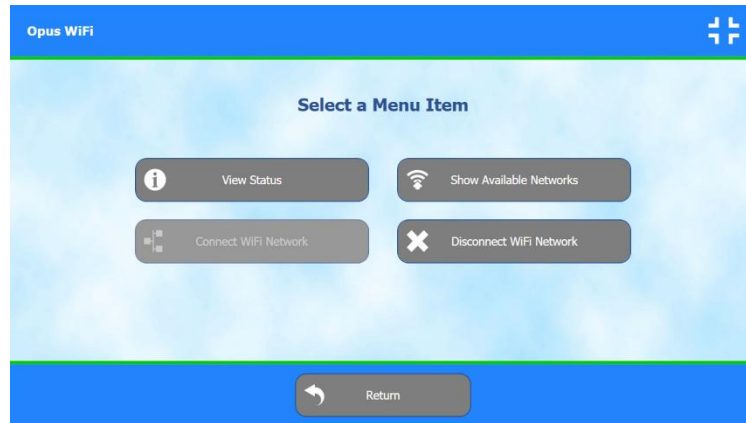 Opus WiFi
Select a Menu Item
View Status
Show Available Networks
Connect WiFi Network
Disconnect WiFi Network
Return